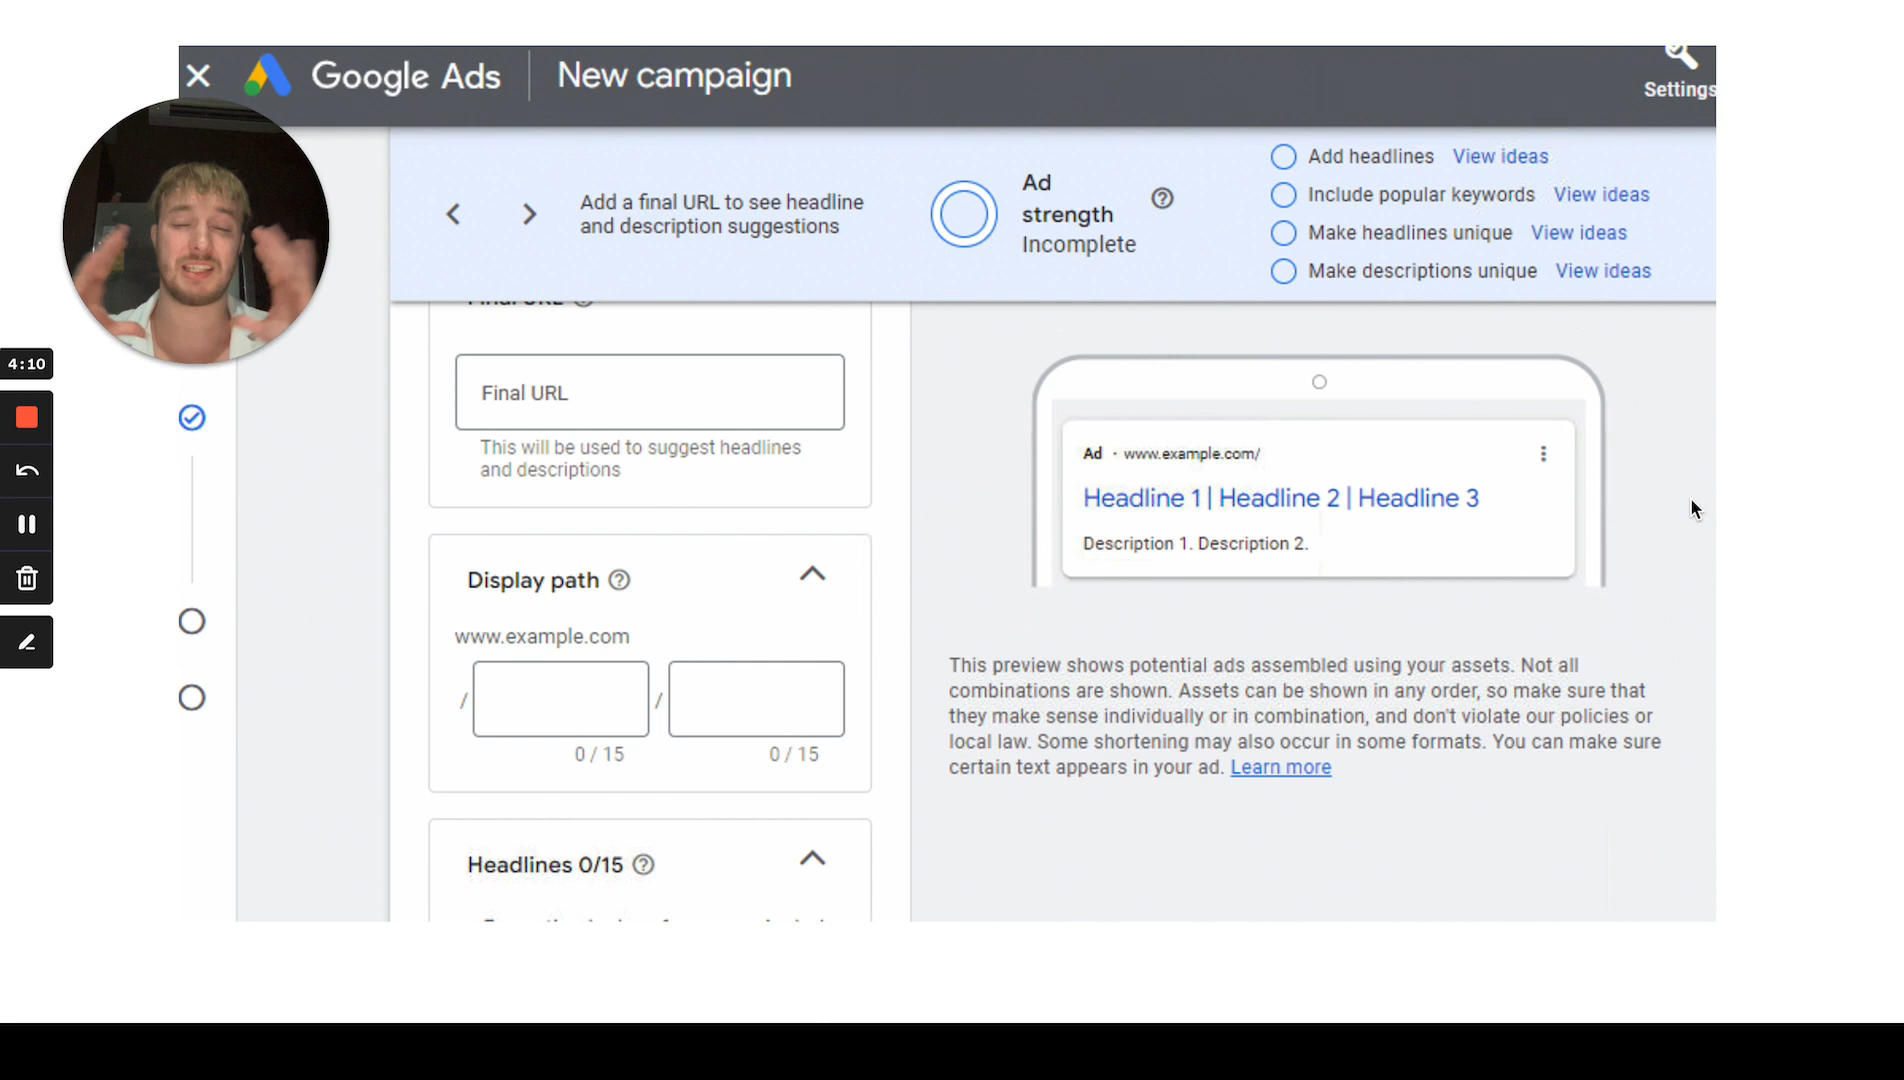 Google Ads
New campaign
Settings
Add a final URL to see headline
and description suggestions
Ad
strength
Incomplete
Add headlines View ideas
Include popular keywords View ideas
Make headlines unique View ideas
Make descriptions unique View ideas
Final URL
4:10
Final URL
This will be used to suggest headlines
and descriptions
Ad · www.example.com/
Headline 1 | Headline 2 | Headline 3
Description 1. Description 2.
Display path
www.example.com
/ /
0 / 15 0 / 15
This preview shows potential ads assembled using your assets. Not all
combinations are shown. Assets can be shown in any order, so make sure that
they make sense individually or in combination, and don't violate our policies or
local law. Some shortening may also occur in some formats. You can make sure
certain text appears in your ad. Learn more
Headlines 0/15